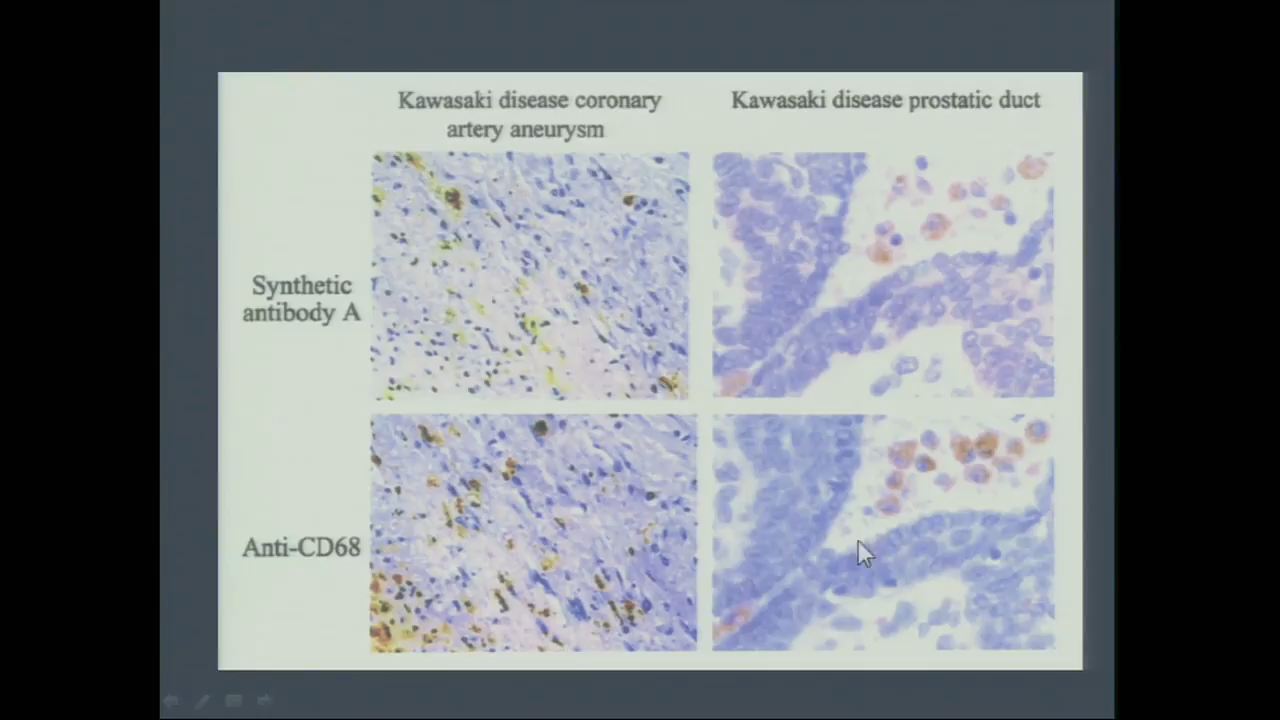 Kawasaki disease coronary
artery aneurysm
Kawasaki disease prostatic duct
Synthetic
antibody A
Anti-CD68